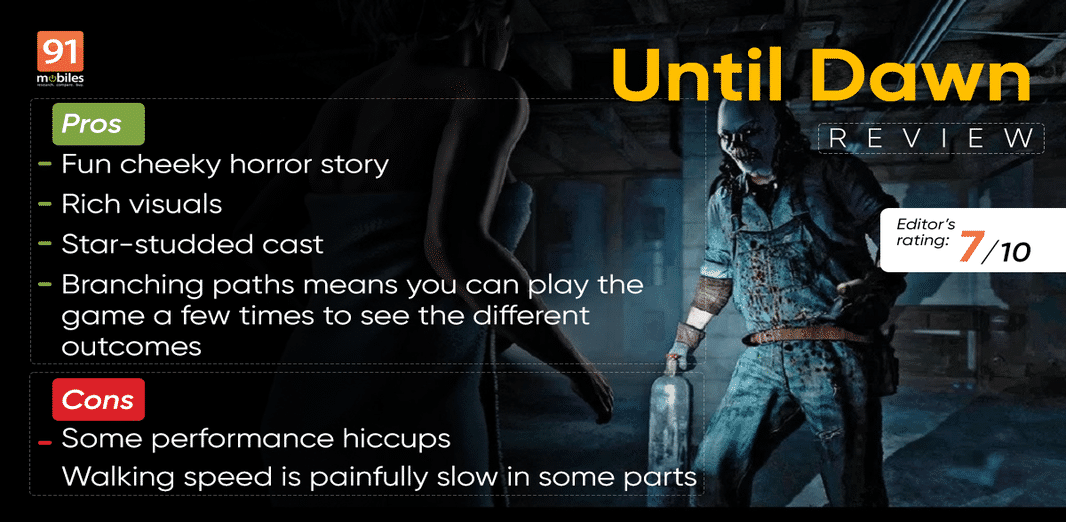 91
mobiles
research. compare. buy.
Until Dawn
REVIEW
Editor's
rating: 7/10
Pros
- Fun cheeky horror story
- Rich visuals
- Star-studded cast
- Branching paths means you can play the
game a few times to see the different
outcomes
Cons
- Some performance hiccups
Walking speed is painfully slow in some parts